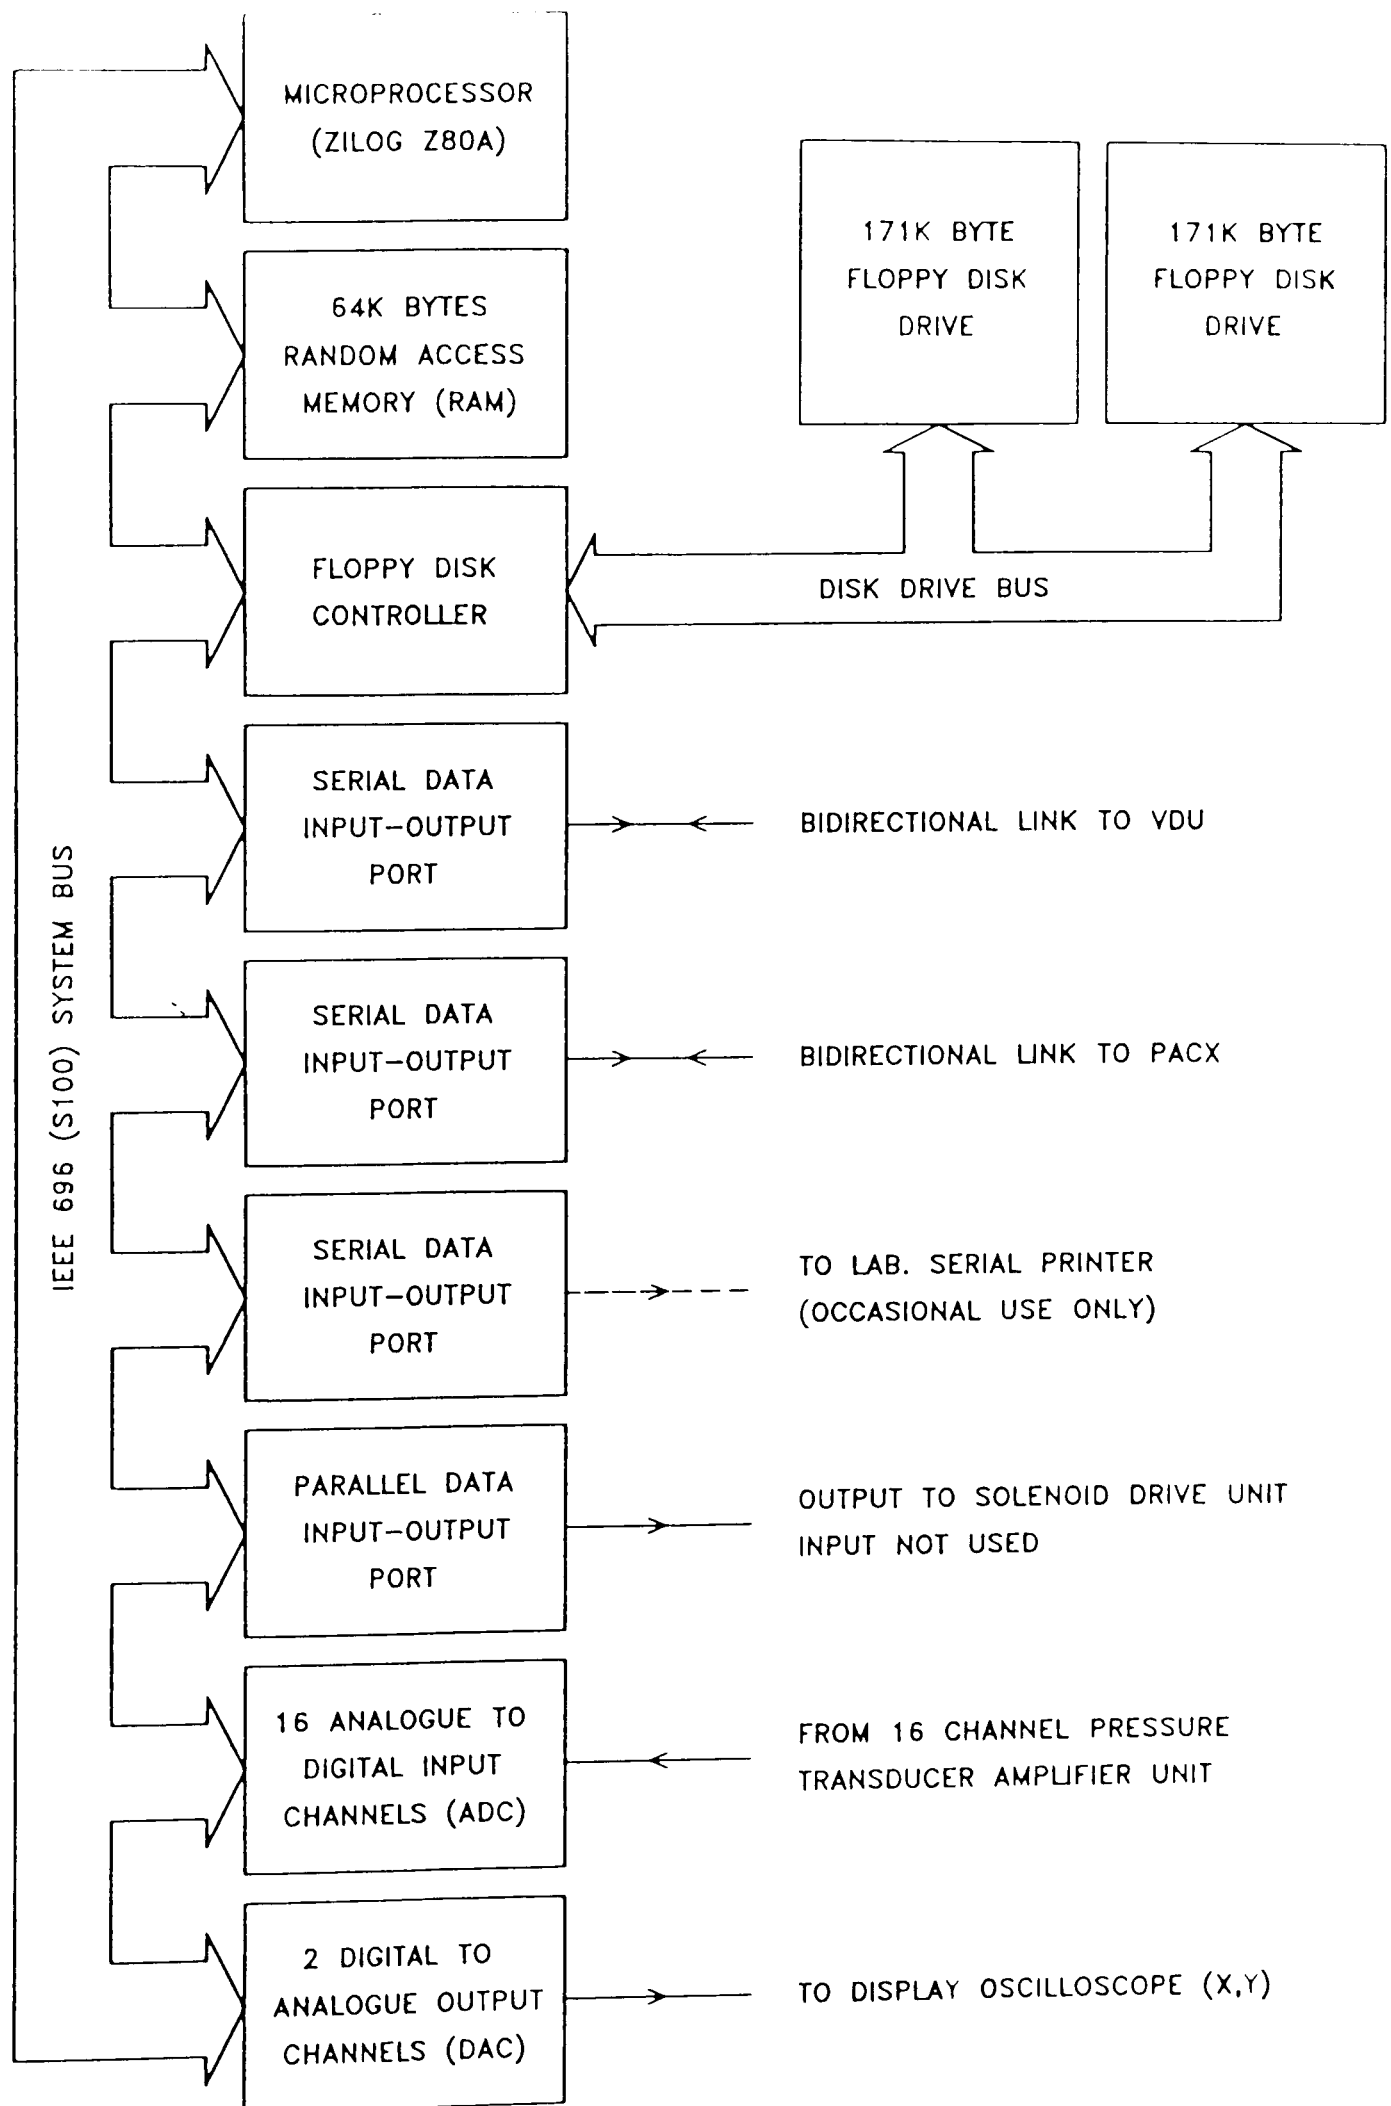 MICROPROCESSOR
(ZILOG Z80A)
171K BYTE
FLOPPY DISK
DRIVE
171K BYTE
FLOPPY DISK
DRIVE
64K BYTES
RANDOM ACCESS
MEMORY (RAM)
FLOPPY DISK
CONTROLLER
DISK DRIVE BUS
SERIAL DATA
INPUT-OUTPUT
PORT
BIDIRECTIONAL LINK TO VDU
IEEE 696 (S100) SYSTEM BUS
SERIAL DATA
INPUT-OUTPUT
PORT
BIDIRECTIONAL LINK TO PACX
SERIAL DATA
INPUT-OUTPUT
PORT
TO LAB. SERIAL PRINTER
(OCCASIONAL USE ONLY)
PARALLEL DATA
INPUT-OUTPUT
PORT
OUTPUT TO SOLENOID DRIVE UNIT
INPUT NOT USED
16 ANALOGUE TO
DIGITAL INPUT
CHANNELS (ADC)
FROM 16 CHANNEL PRESSURE
TRANSDUCER AMPLIFIER UNIT
2 DIGITAL TO
ANALOGUE OUTPUT
CHANNELS (DAC)
TO DISPLAY OSCILLOSCOPE (X,Y)